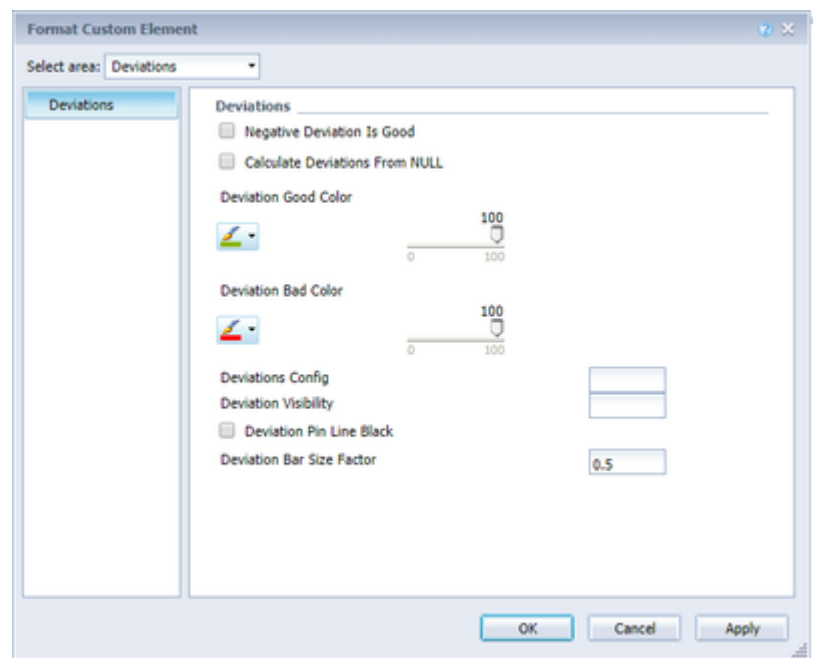 Format Custom Element
Select area: Deviations
Deviations
Deviations
Negative Deviation Is Good
Calculate Deviations From NULL
Deviation Good Color
100
0 100
Deviation Bad Color
100
0 100
Deviations Config
Deviation Visibility
Deviation Pin Line Black
Deviation Bar Size Factor 0.5
OK Cancel Apply